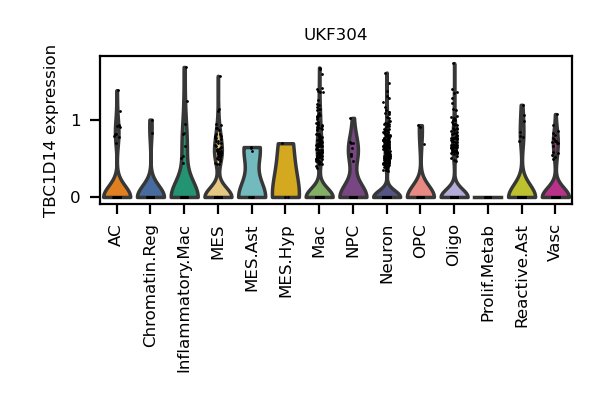 UKF304
TBC1D14 expression
1
0
AC
Chromatin.Reg
Inflammatory.Mac
MES
MES.Ast
MES.Hyp
Mac
NPC
Neuron
OPC
Oligo
Prolif.Metab
Reactive.Ast
Vasc